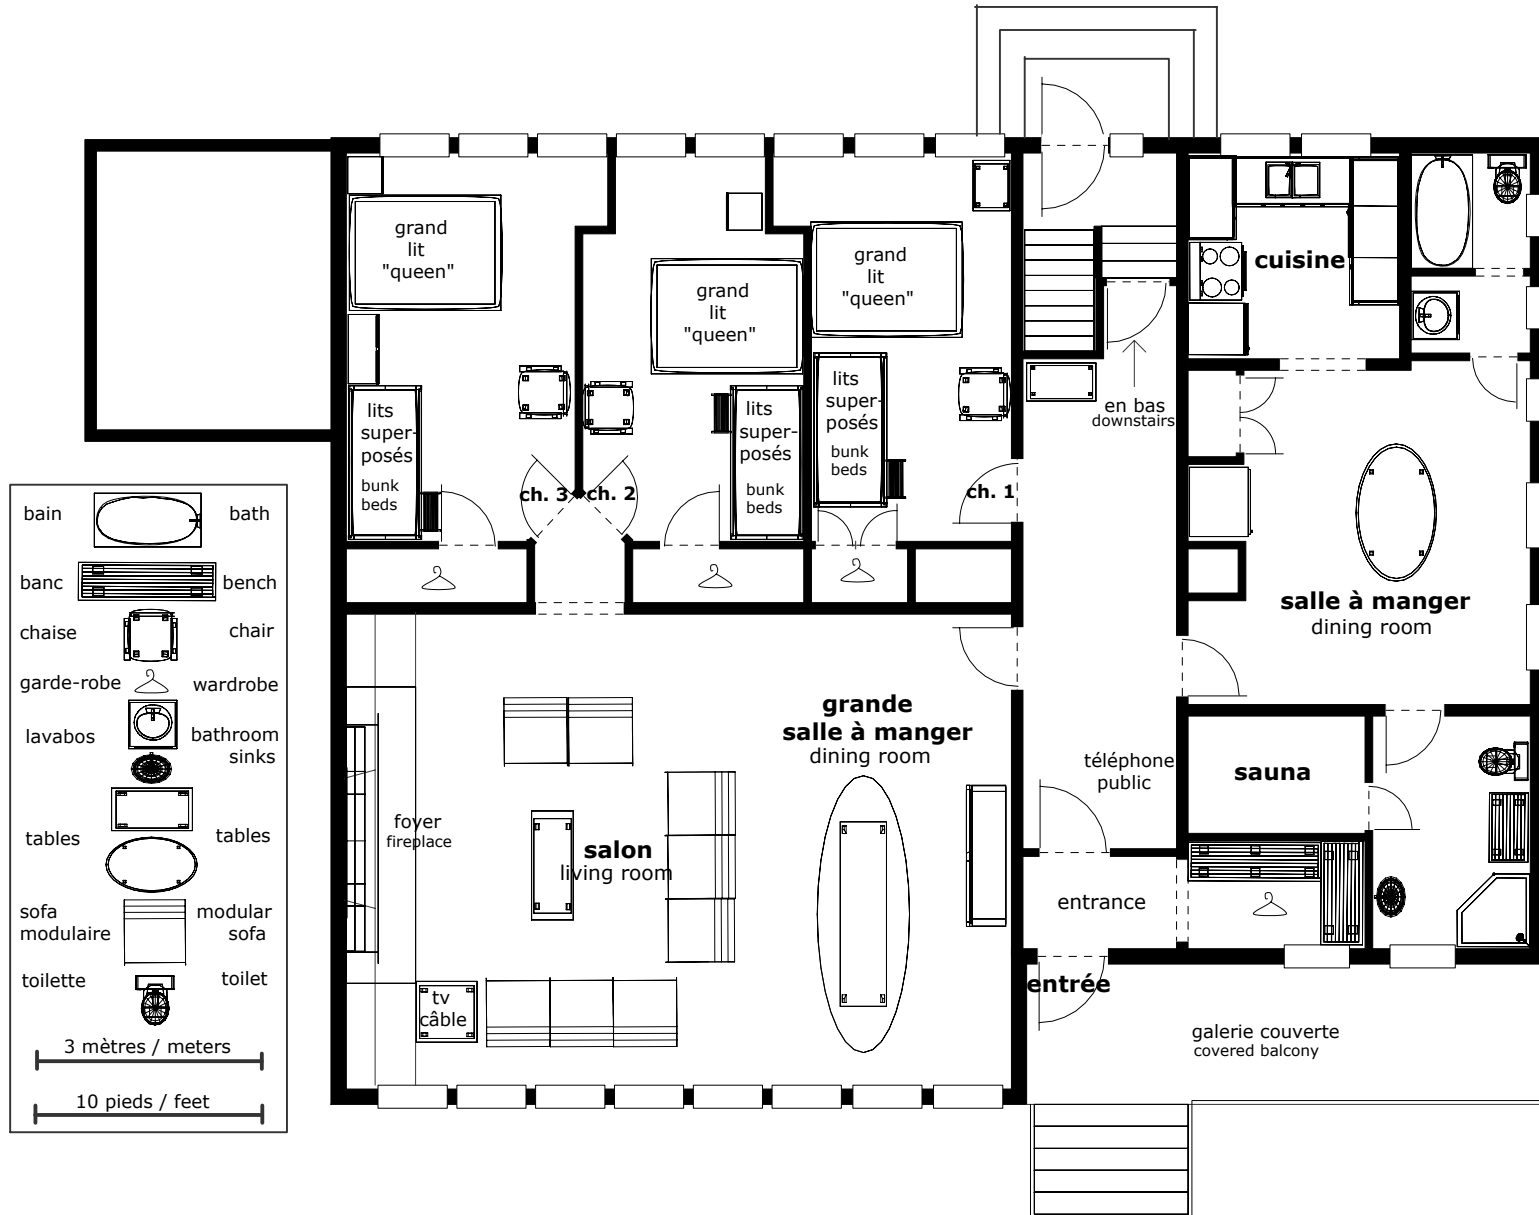 grand
lit
"queen"
lits
super-
posés
bunk
beds
ch. 3
grand
lit
"queen"
lits
super-
posés
bunk
beds
ch. 2
grand
lit
"queen"
lits
super-
posés
bunk
beds
ch. 1
en bas
downstairs
cuisine
salle à manger
dining room
bain
bath
banc
bench
chaise
chair
garde-robe
wardrobe
lavabos
bathroom
sinks
tables
tables
sofa
modulaire
modular
sofa
toilette
toilet
3 mètres / meters
10 pieds / feet
foyer
fireplace
salon
living room
tv
câble
grande
salle à manger
dining room
téléphone
public
sauna
entrance
entrée
galerie couverte
covered balcony